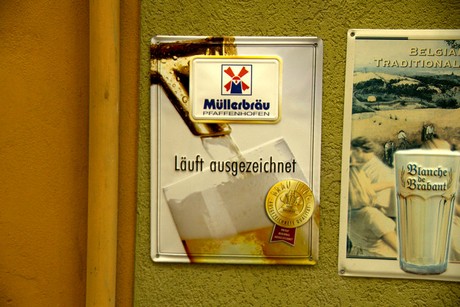 Müllerbräu
PFAFFENHOFEN
Läuft ausgezeichnet
BELGIA
TRADITIONAL
Blanche
de
Brabant